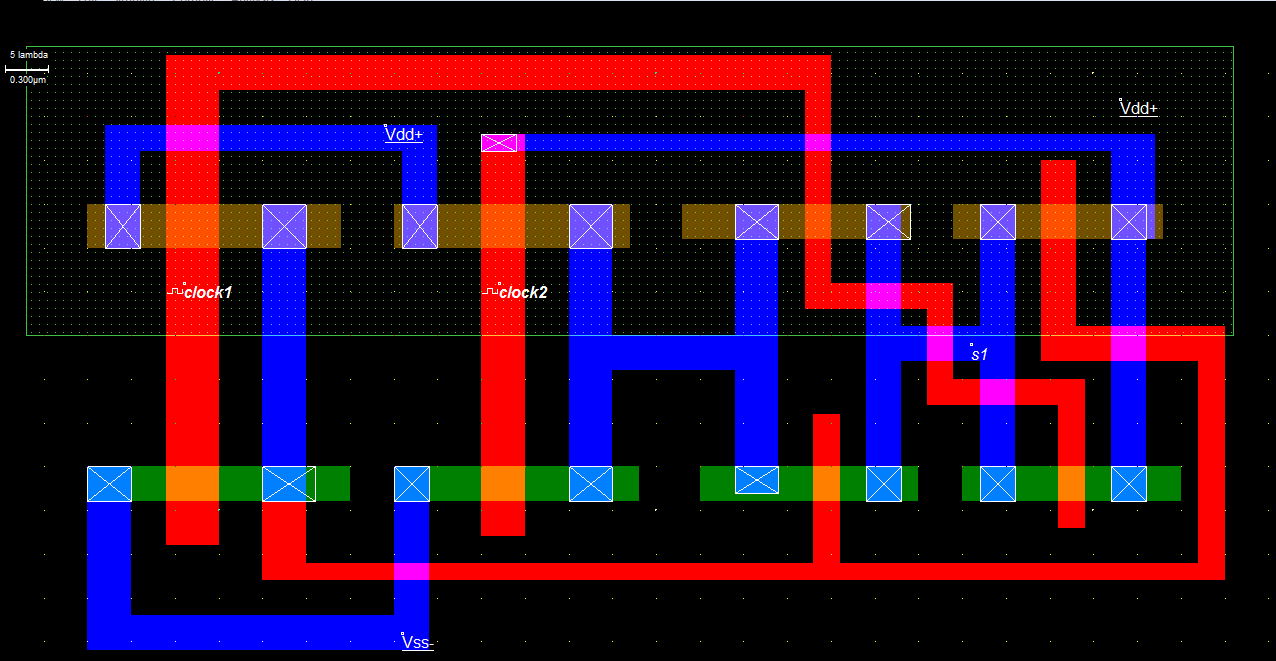 5 lambda
0.300µm
Vdd+
Vdd+
clock1
clock2
s1
Vss-